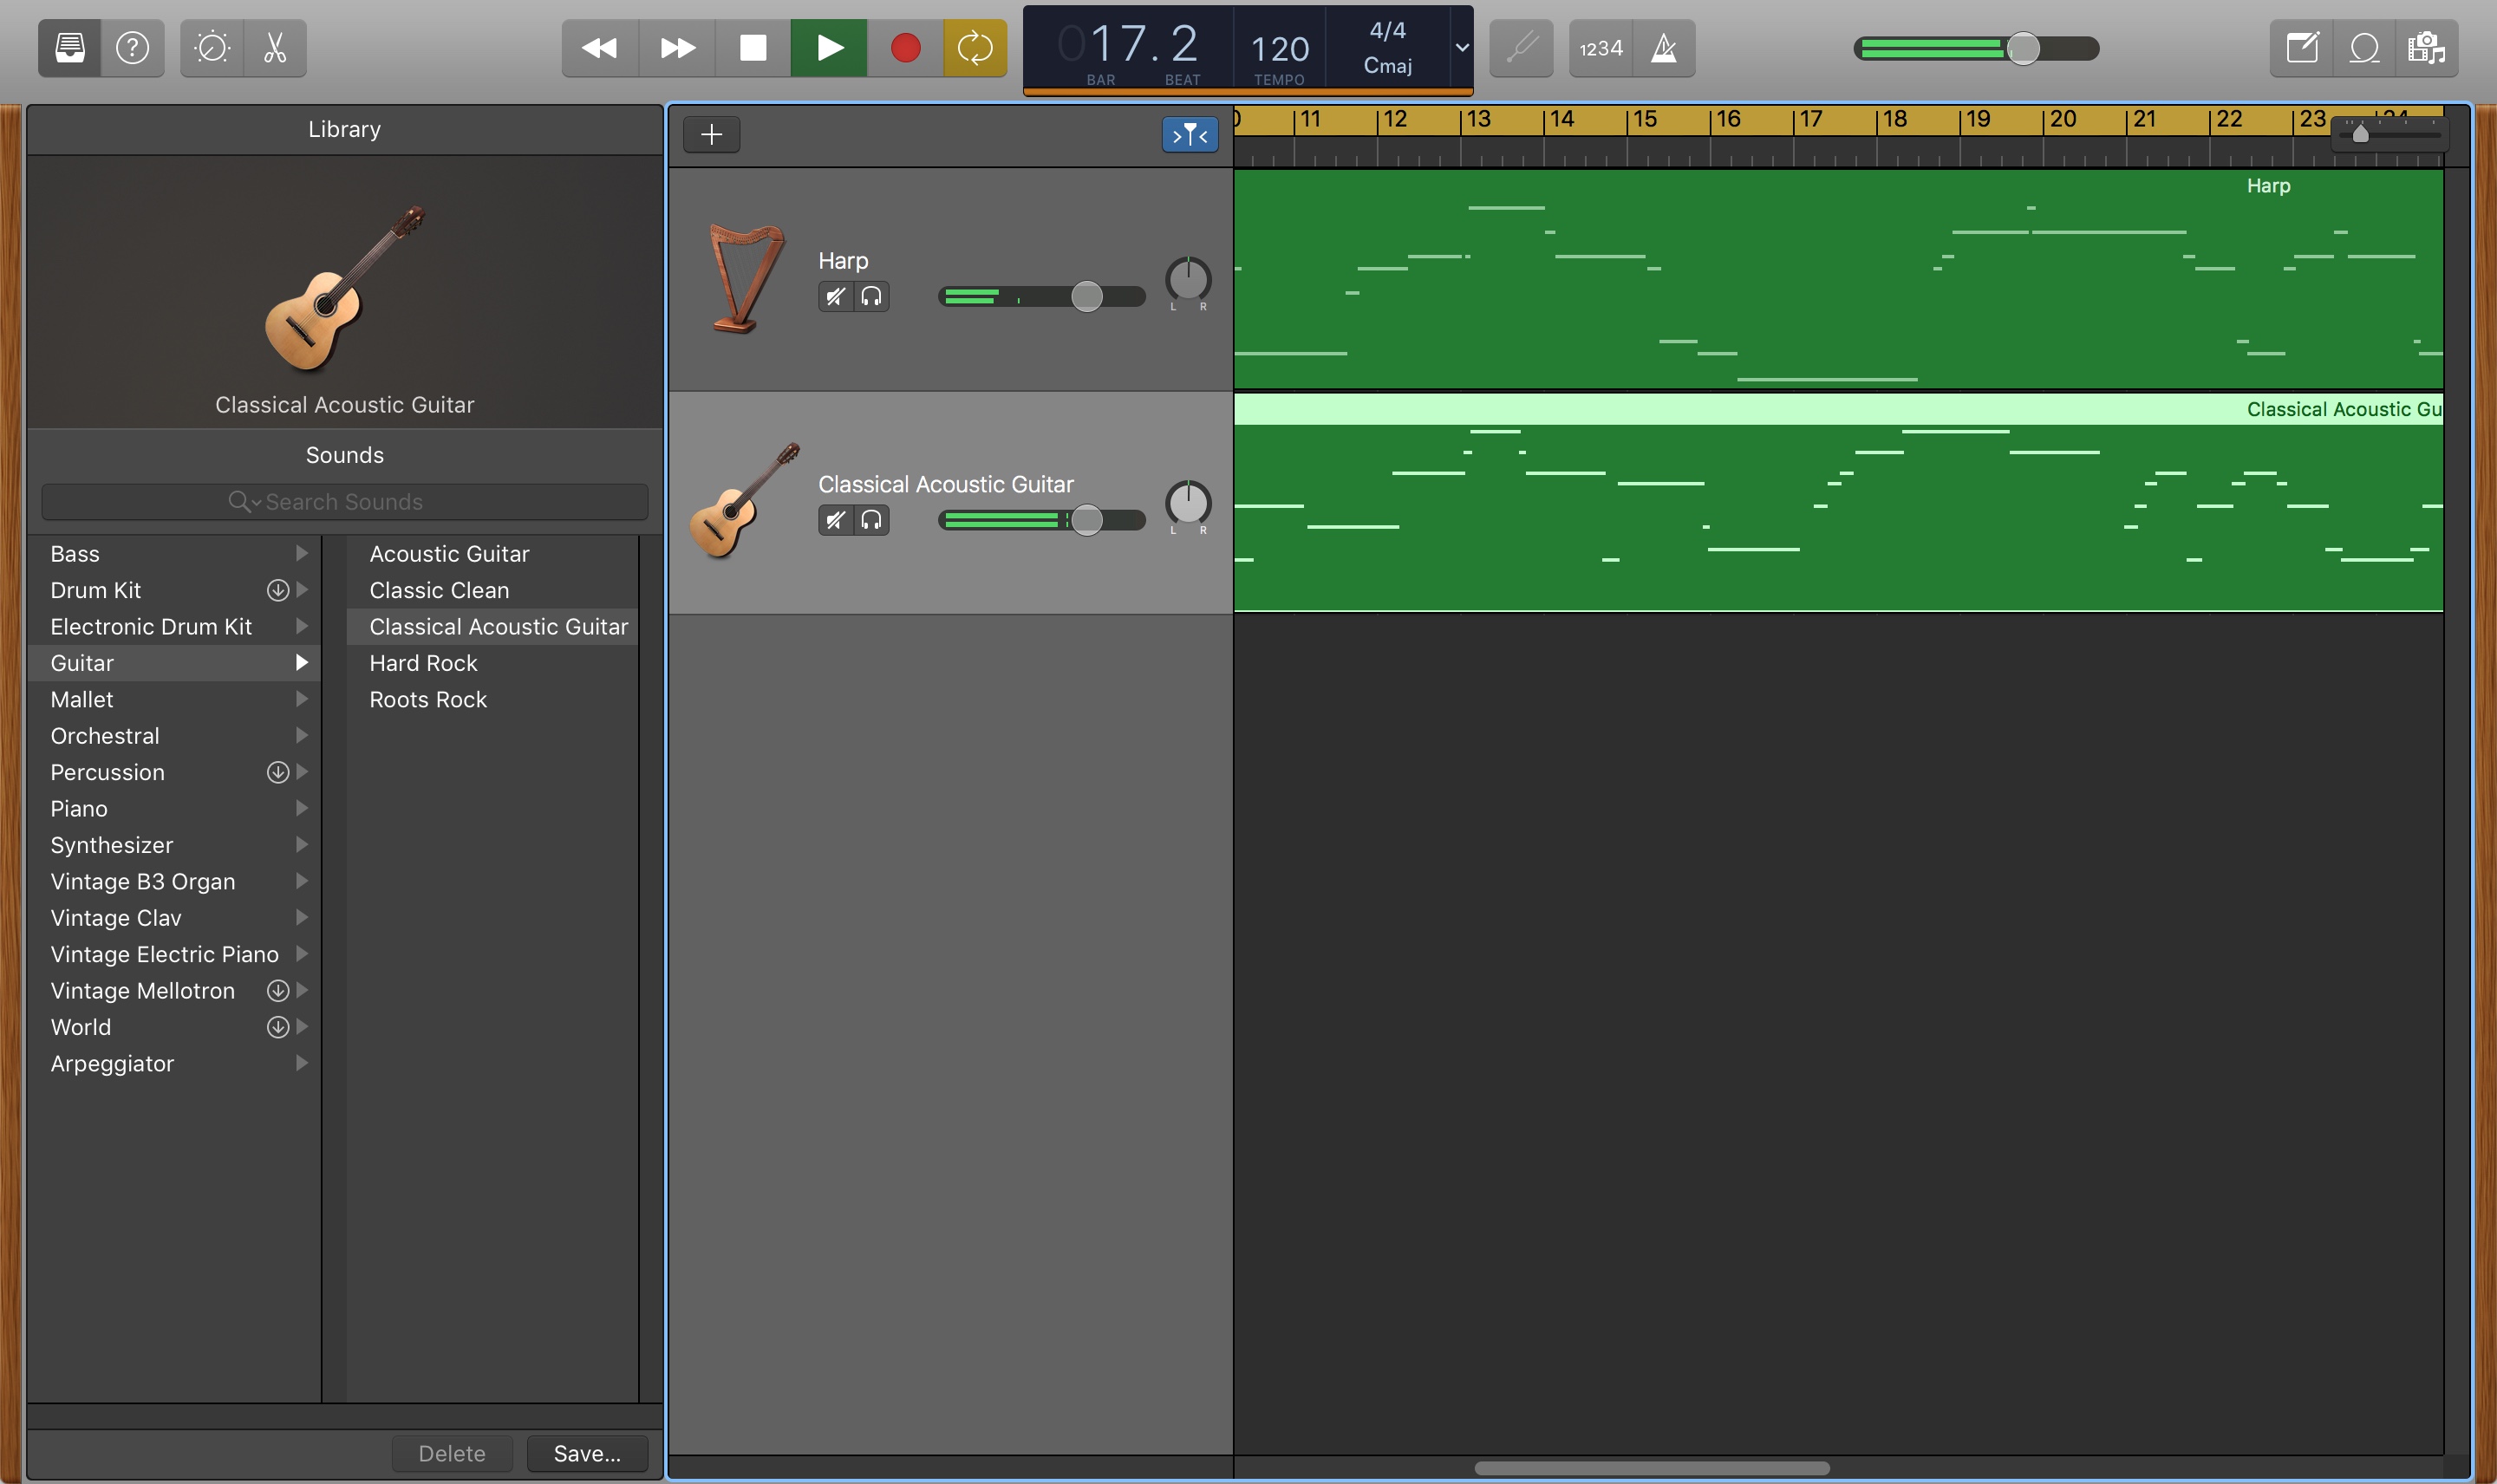 017.2
BAR BEAT
120
TEMPO
4/4
Cmaj
1234
Library
Classical Acoustic Guitar
Sounds
Search Sounds
Bass
Drum Kit
Electronic Drum Kit
Guitar
Mallet
Orchestral
Percussion
Piano
Synthesizer
Vintage B3 Organ
Vintage Clav
Vintage Electric Piano
Vintage Mellotron
World
Arpeggiator
Acoustic Guitar
Classic Clean
Classical Acoustic Guitar
Hard Rock
Roots Rock
Delete Save...
11 12 13 14 15 16 17 18 19 20 21 22 23 24
Harp
L R
Classical Acoustic Guitar
L R
Harp
Classical Acoustic Gu